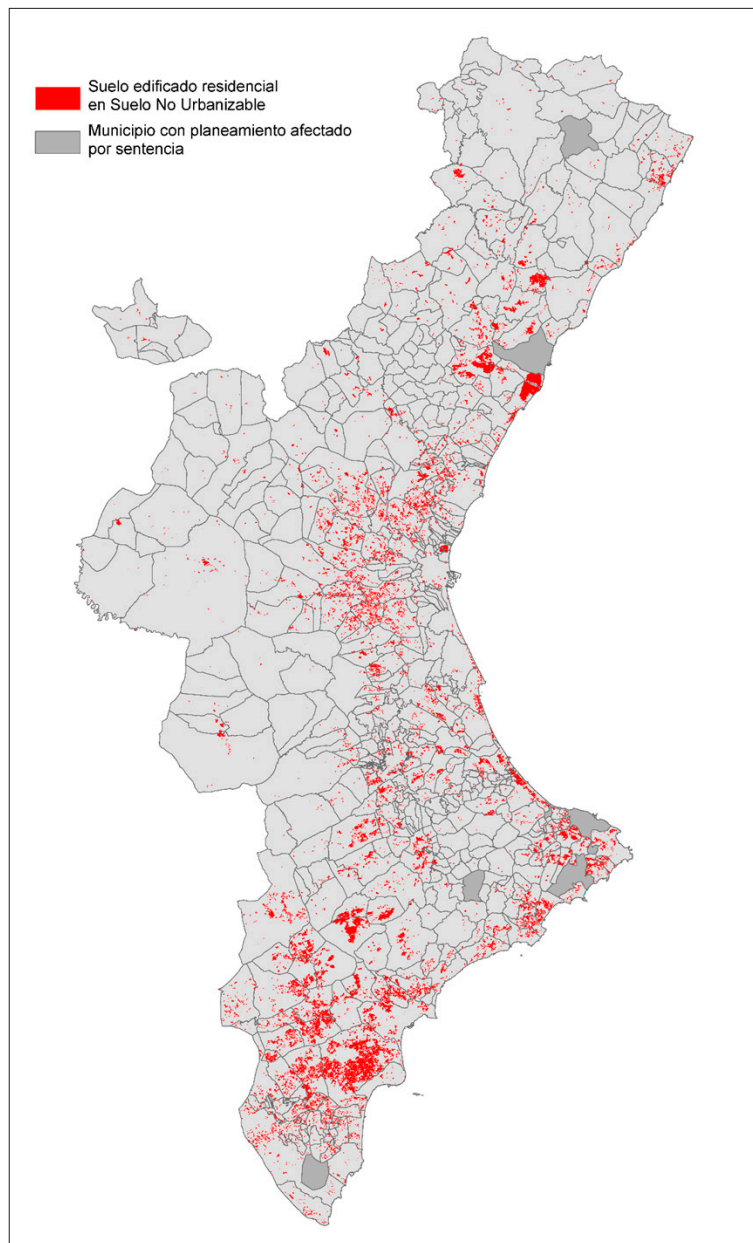 Suelo edificado residencial
en Suelo No Urbanizable
Municipio con planeamiento afectado
por sentencia